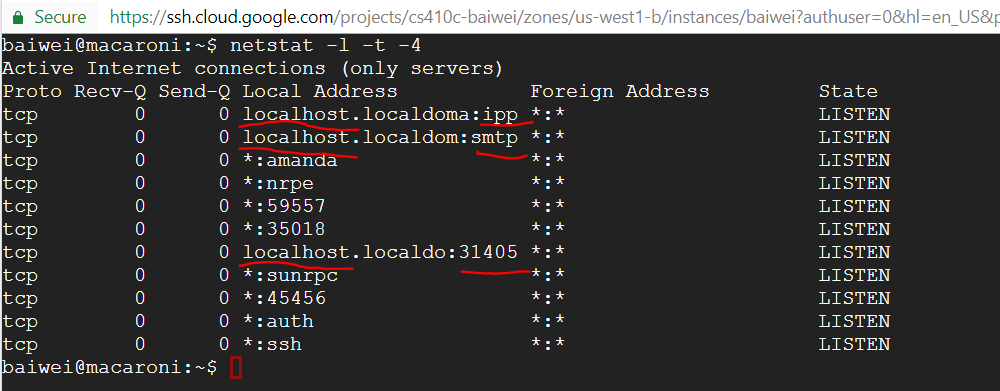 Secure https://ssh.cloud.google.com/projects/cs410c-baiwei/zones/us-west1-b/instances/baiwei?authuser=0&hl=en_US&p
baiwei@macaroni:~$ netstat -l -t -4
Active Internet connections (only servers)
Proto Recv-Q Send-Q Local Address Foreign Address State
tcp 0 0 localhost.localdoma:ipp *:* LISTEN
tcp 0 0 localhost.localdom:smtp *:* LISTEN
tcp 0 0 *:amanda *:* LISTEN
tcp 0 0 *:nrpe *:* LISTEN
tcp 0 0 *:59557 *:* LISTEN
tcp 0 0 *:35018 *:* LISTEN
tcp 0 0 localhost.localdo:31405 *:* LISTEN
tcp 0 0 *:sunrpc *:* LISTEN
tcp 0 0 *:45456 *:* LISTEN
tcp 0 0 *:auth *:* LISTEN
tcp 0 0 *:ssh *:* LISTEN
baiwei@macaroni:~$